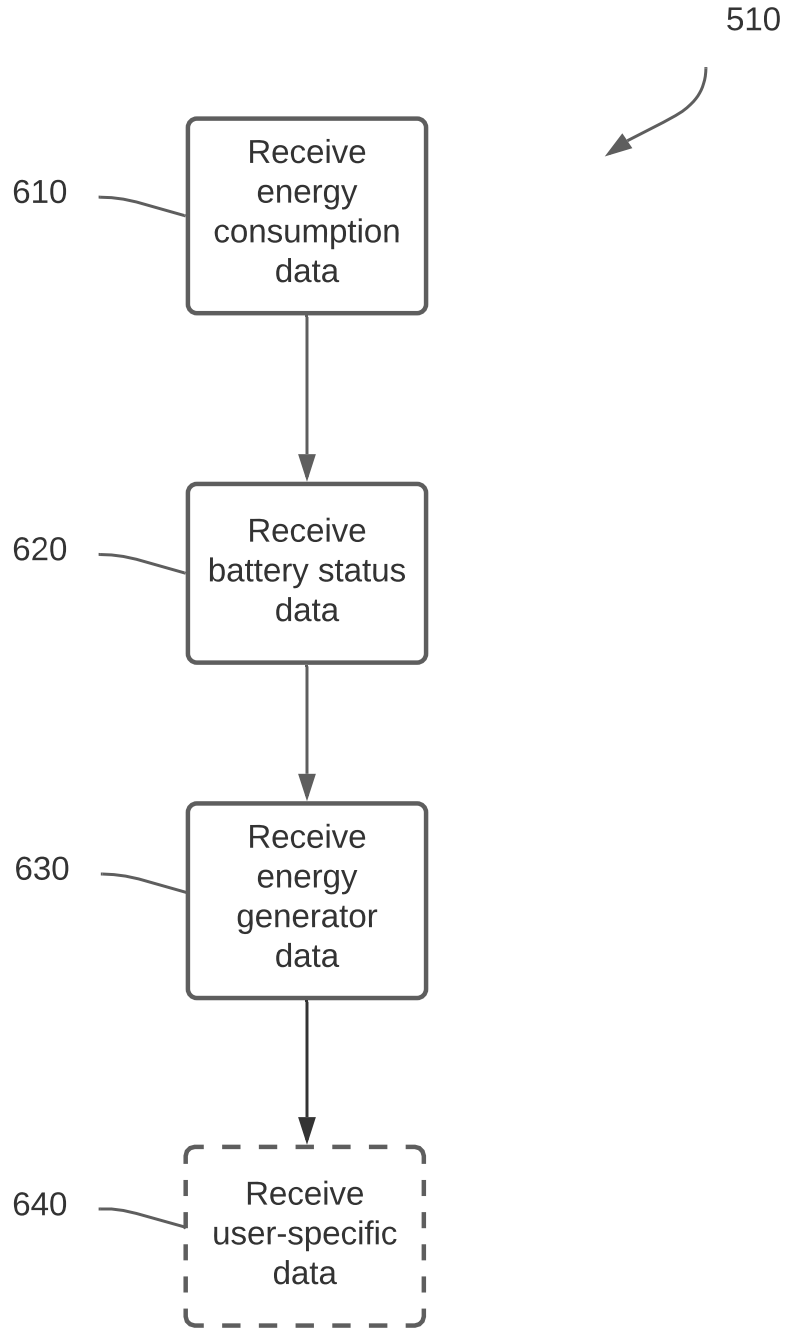 510
610
Receive
energy
consumption
data
620
Receive
battery status
data
630
Receive
energy
generator
data
640
Receive
user-specific
data